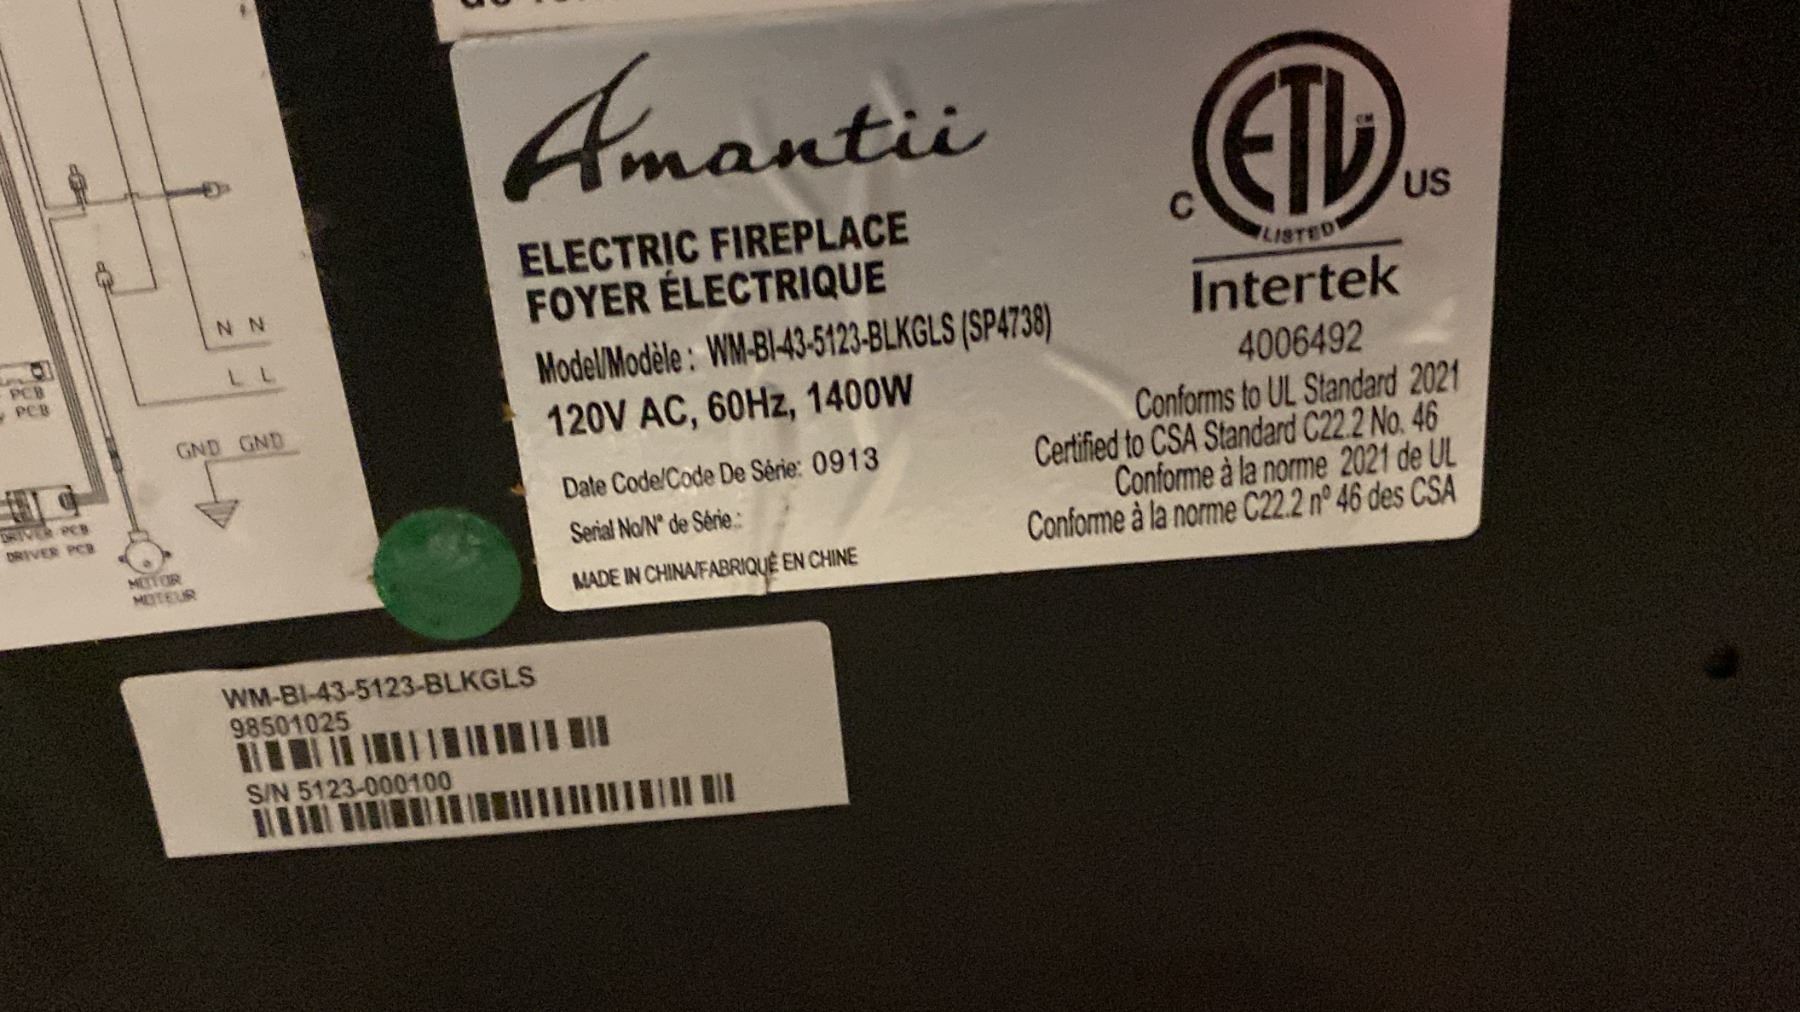 Amantii
ELECTRIC FIREPLACE
FOYER ÉLECTRIQUE
Model/Modèle : WM-BI-43-5123-BLKGLS (SP4738)
120V AC, 60Hz, 1400W
Date Code/Code De Série: 0913
Serial No/N° de Série.:
MADE IN CHINA/FABRIQUÉ EN CHINE
C ETL CM US
LISTED
Intertek
4006492
Conforms to UL Standard 2021
Certified to CSA Standard C22.2 No. 46
Conforme à la norme 2021 de UL
Conforme à la norme C22.2 nº 46 des CSA
N N
L L
PCB
PCB
GND GND
DRIVER PCB
DRIVER PCB
MOTOR
MOTEUR
WM-BI-43-5123-BLKGLS
98501025
S/N 5123-000100